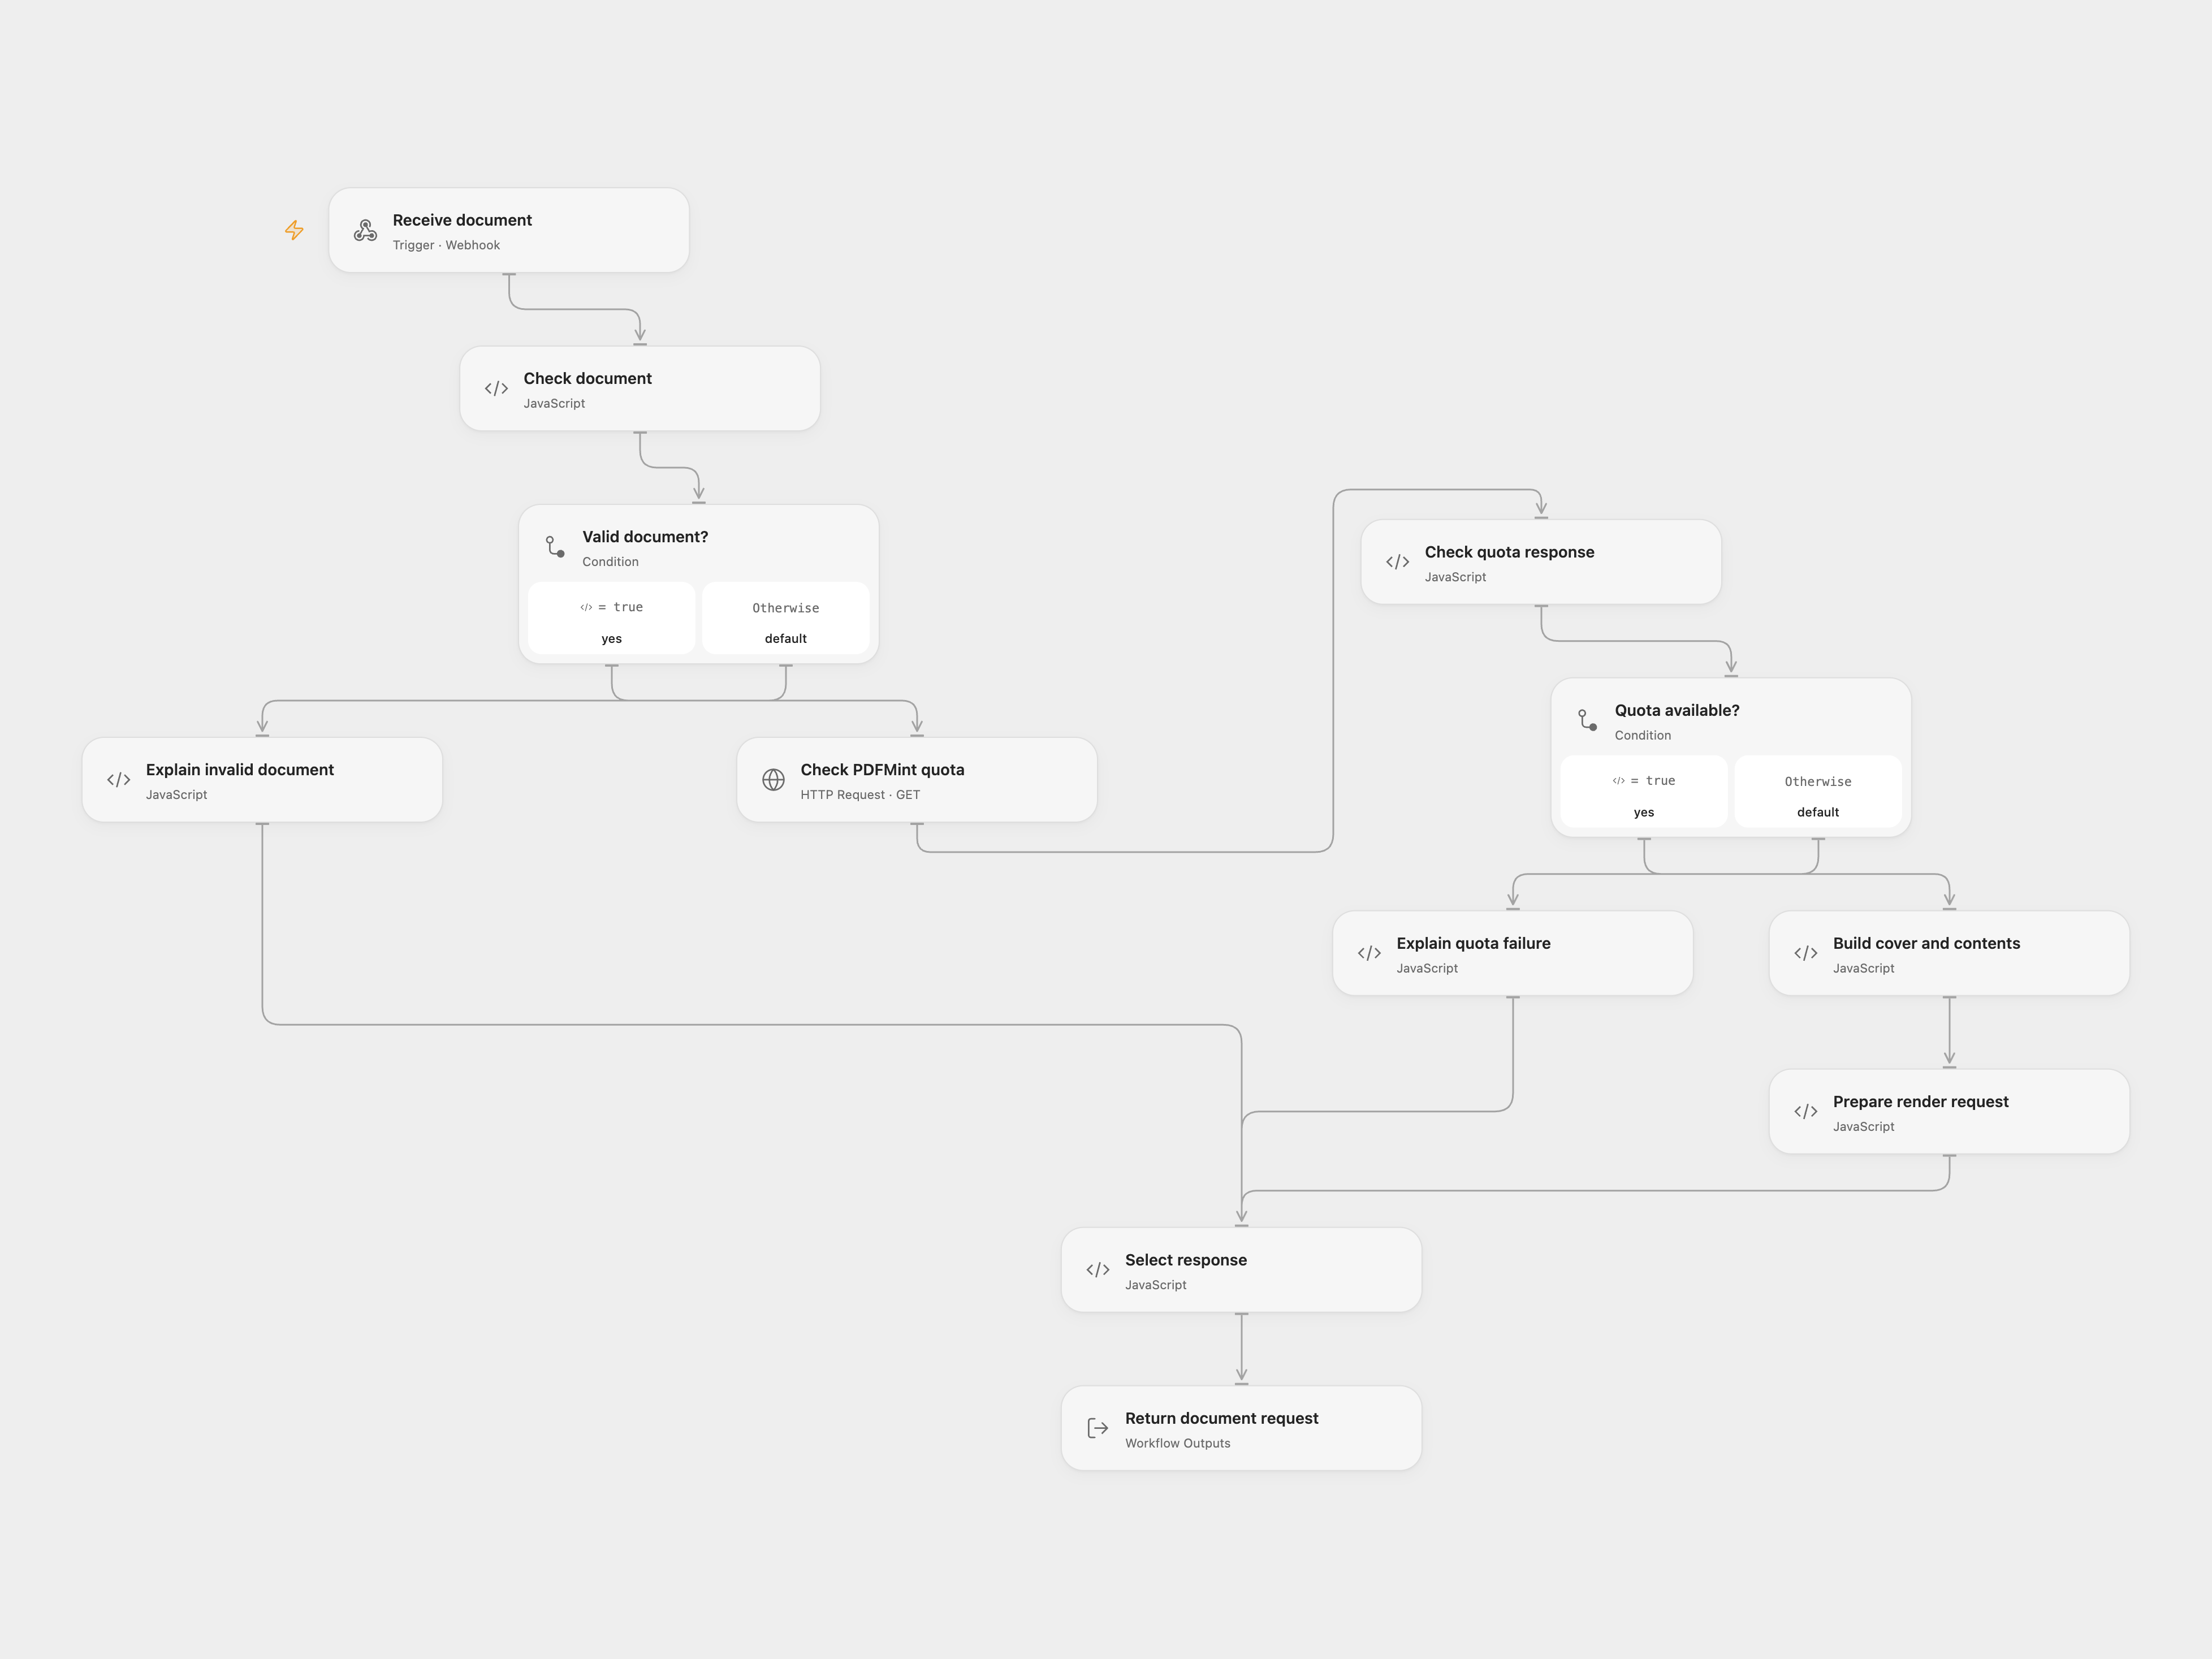 Receive document
Trigger · Webhook
Check document
JavaScript
Valid document?
Condition
</> = true
yes
Otherwise
default
Explain invalid document
JavaScript
Check PDFMint quota
HTTP Request · GET
Check quota response
JavaScript
Quota available?
Condition
</> = true
yes
Otherwise
default
Explain quota failure
JavaScript
Build cover and contents
JavaScript
Prepare render request
JavaScript
Select response
JavaScript
Return document request
Workflow Outputs